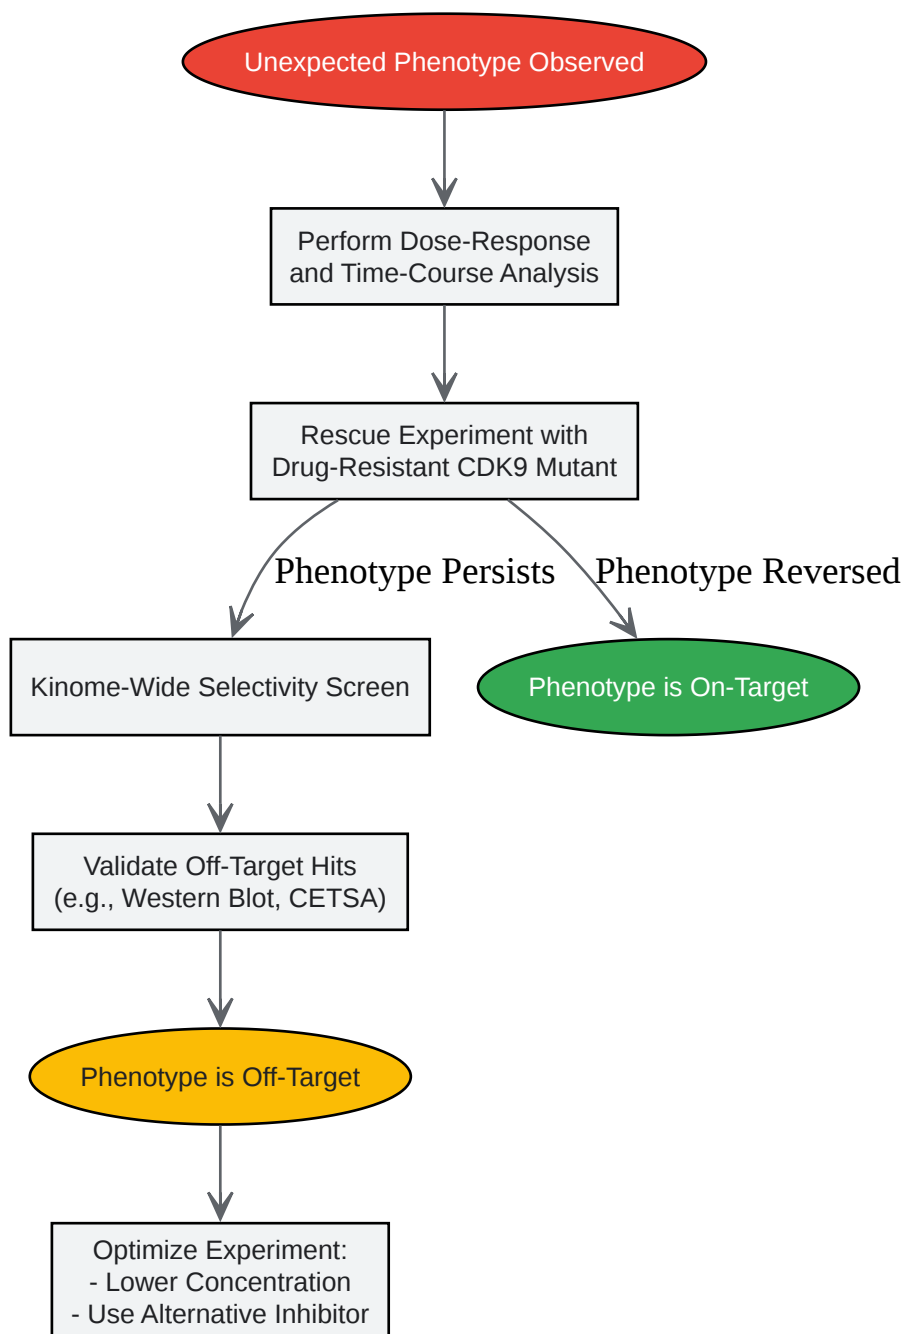 Unexpected Phenotype Observed
Perform Dose-Response
and Time-Course Analysis
Rescue Experiment with
Drug-Resistant CDK9 Mutant
Phenotype Persists
Phenotype Reversed
Kinome-Wide Selectivity Screen
Phenotype is On-Target
Validate Off-Target Hits
(e.g., Western Blot, CETSA)
Phenotype is Off-Target
Optimize Experiment:
- Lower Concentration
- Use Alternative Inhibitor